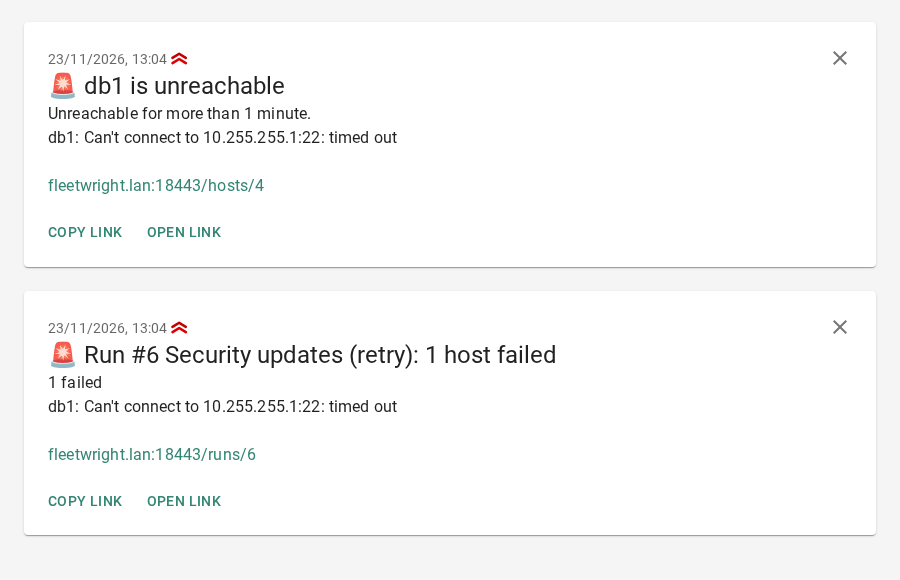 23/11/2026, 13:04
🚨 db1 is unreachable
Unreachable for more than 1 minute.
db1: Can't connect to 10.255.255.1:22: timed out
fleetwright.lan:18443/hosts/4
COPY LINK OPEN LINK
23/11/2026, 13:04
🚨 Run #6 Security updates (retry): 1 host failed
1 failed
db1: Can't connect to 10.255.255.1:22: timed out
fleetwright.lan:18443/runs/6
COPY LINK OPEN LINK